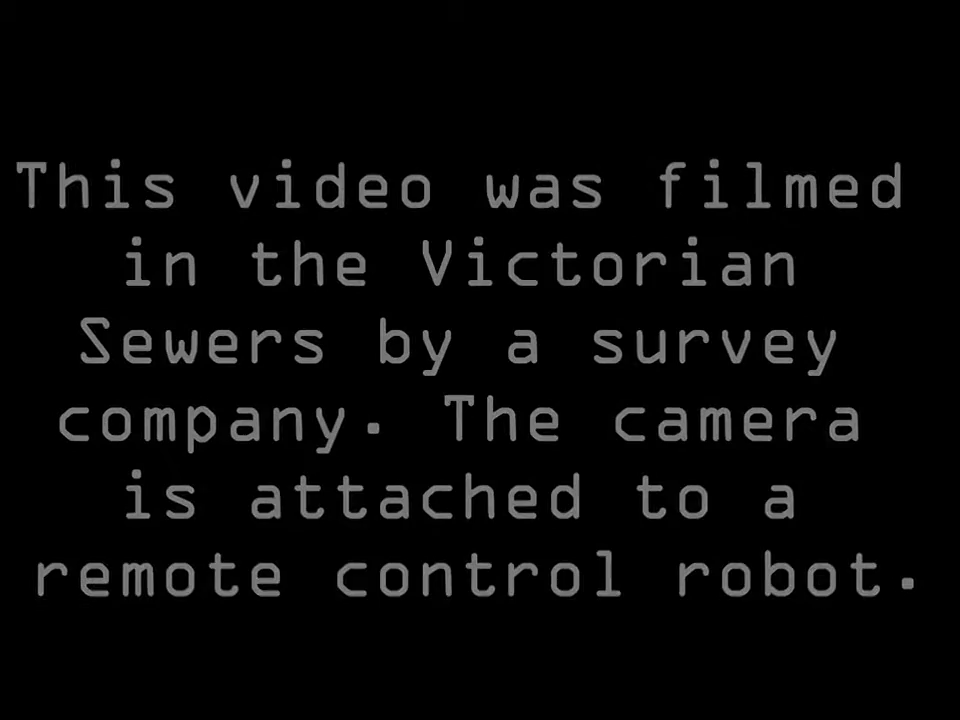 This video was filmed
in the Victorian
Sewers by a survey
company. The camera
is attached to a
remote control robot.